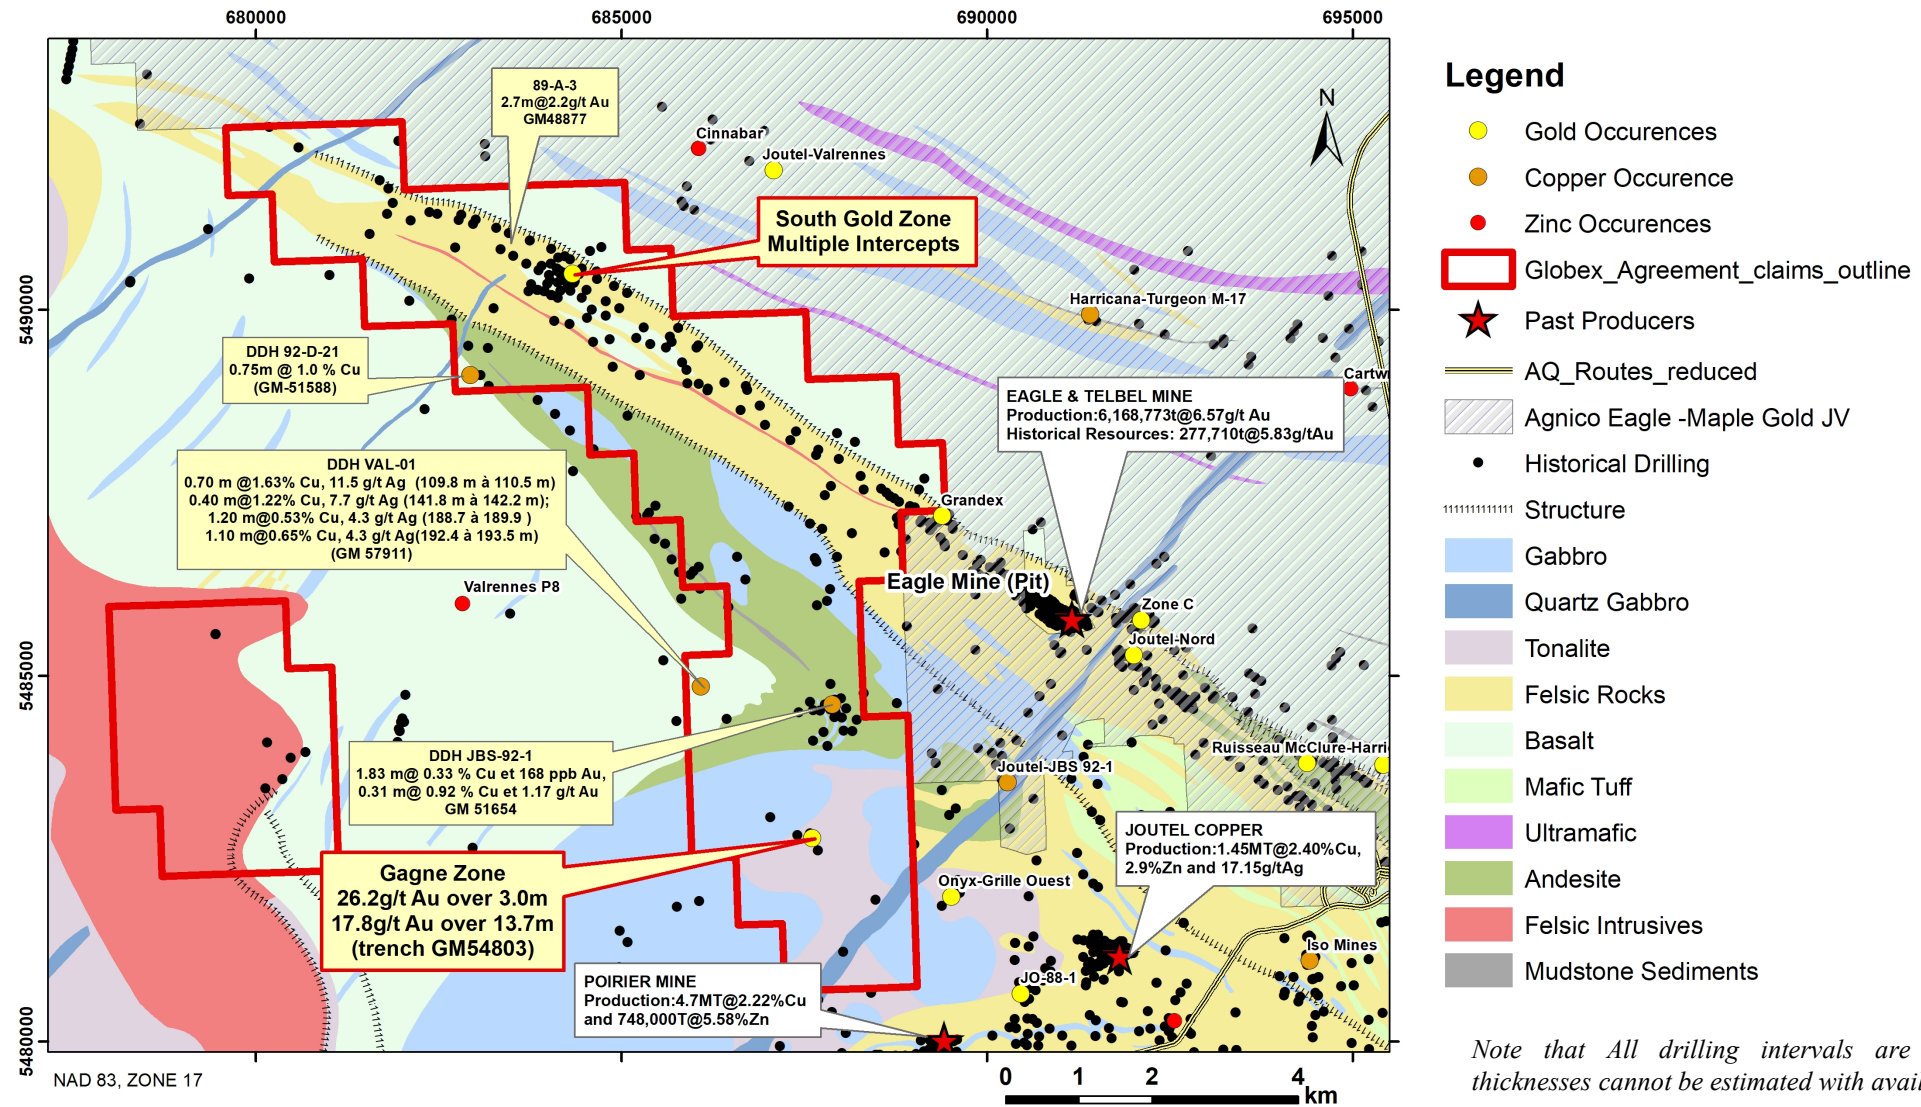 680000
685000
690000
695000
5490000
5485000
5480000
89-A-3
2.7m@2.2g/t Au
GM48877
Cinnabar
Joutel-Valrennes
South Gold Zone
Multiple Intercepts
N
Harricana-Turgeon M-17
DDH 92-D-21
0.75m @ 1.0 % Cu
(GM-51588)
EAGLE & TELBEL MINE
Production:6,168,773t@6.57g/t Au
Historical Resources: 277,710t@5.83g/tAu
DDH VAL-01
0.70 m @1.63% Cu, 11.5 g/t Ag (109.8 m à 110.5 m)
0.40 m@1.22% Cu, 7.7 g/t Ag (141.8 m à 142.2 m);
1.20 m@0.53% Cu, 4.3 g/t Ag (188.7 à 189.9 )
1.10 m@0.65% Cu, 4.3 g/t Ag(192.4 à 193.5 m)
(GM 57911)
Grandex
Eagle Mine (Pit)
Valrennes P8
Zone C
Joutel-Nord
DDH JBS-92-1
1.83 m@ 0.33 % Cu et 168 ppb Au,
0.31 m@ 0.92 % Cu et 1.17 g/t Au
GM 51654
Ruisseau McClure-Harri
Joutel-JBS 92-1
JOUTEL COPPER
Production:1.45MT@2.40%Cu,
2.9%Zn and 17.15g/tAg
Gagne Zone
26.2g/t Au over 3.0m
17.8g/t Au over 13.7m
(trench GM54803)
Onyx-Grille Ouest
Iso Mines
JO-88-1
POIRIER MINE
Production:4.7MT@2.22%Cu
and 748,000T@5.58%Zn
NAD 83, ZONE 17
0 1 2 4
km
Legend
Gold Occurences
Copper Occurence
Zinc Occurences
Globex_Agreement_claims_outline
Past Producers
AQ_Routes_reduced
Agnico Eagle -Maple Gold JV
Historical Drilling
Structure
Gabbro
Quartz Gabbro
Tonalite
Felsic Rocks
Basalt
Mafic Tuff
Ultramafic
Andesite
Felsic Intrusives
Mudstone Sediments
Note that All drilling intervals are
thicknesses cannot be estimated with avail